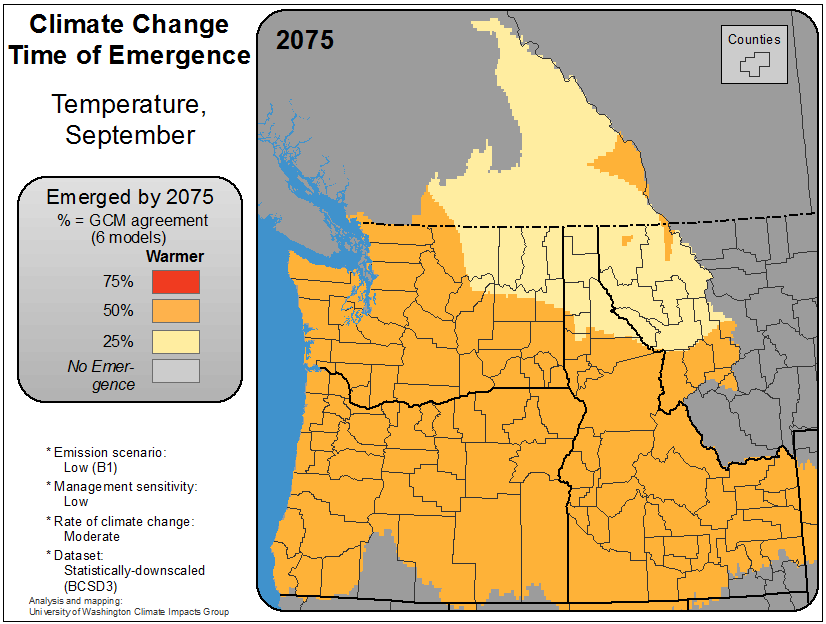 Climate Change
Time of Emergence
Temperature,
September
2075
Counties
Emerged by 2075
% = GCM agreement
(6 models)
Warmer
75%
50%
25%
No Emer-
gence
* Emission scenario:
Low (B1)
* Management sensitivity:
Low
* Rate of climate change:
Moderate
* Dataset:
Statistically-downscaled
(BCSD3)
Analysis and mapping:
University of Washington Climate Impacts Group